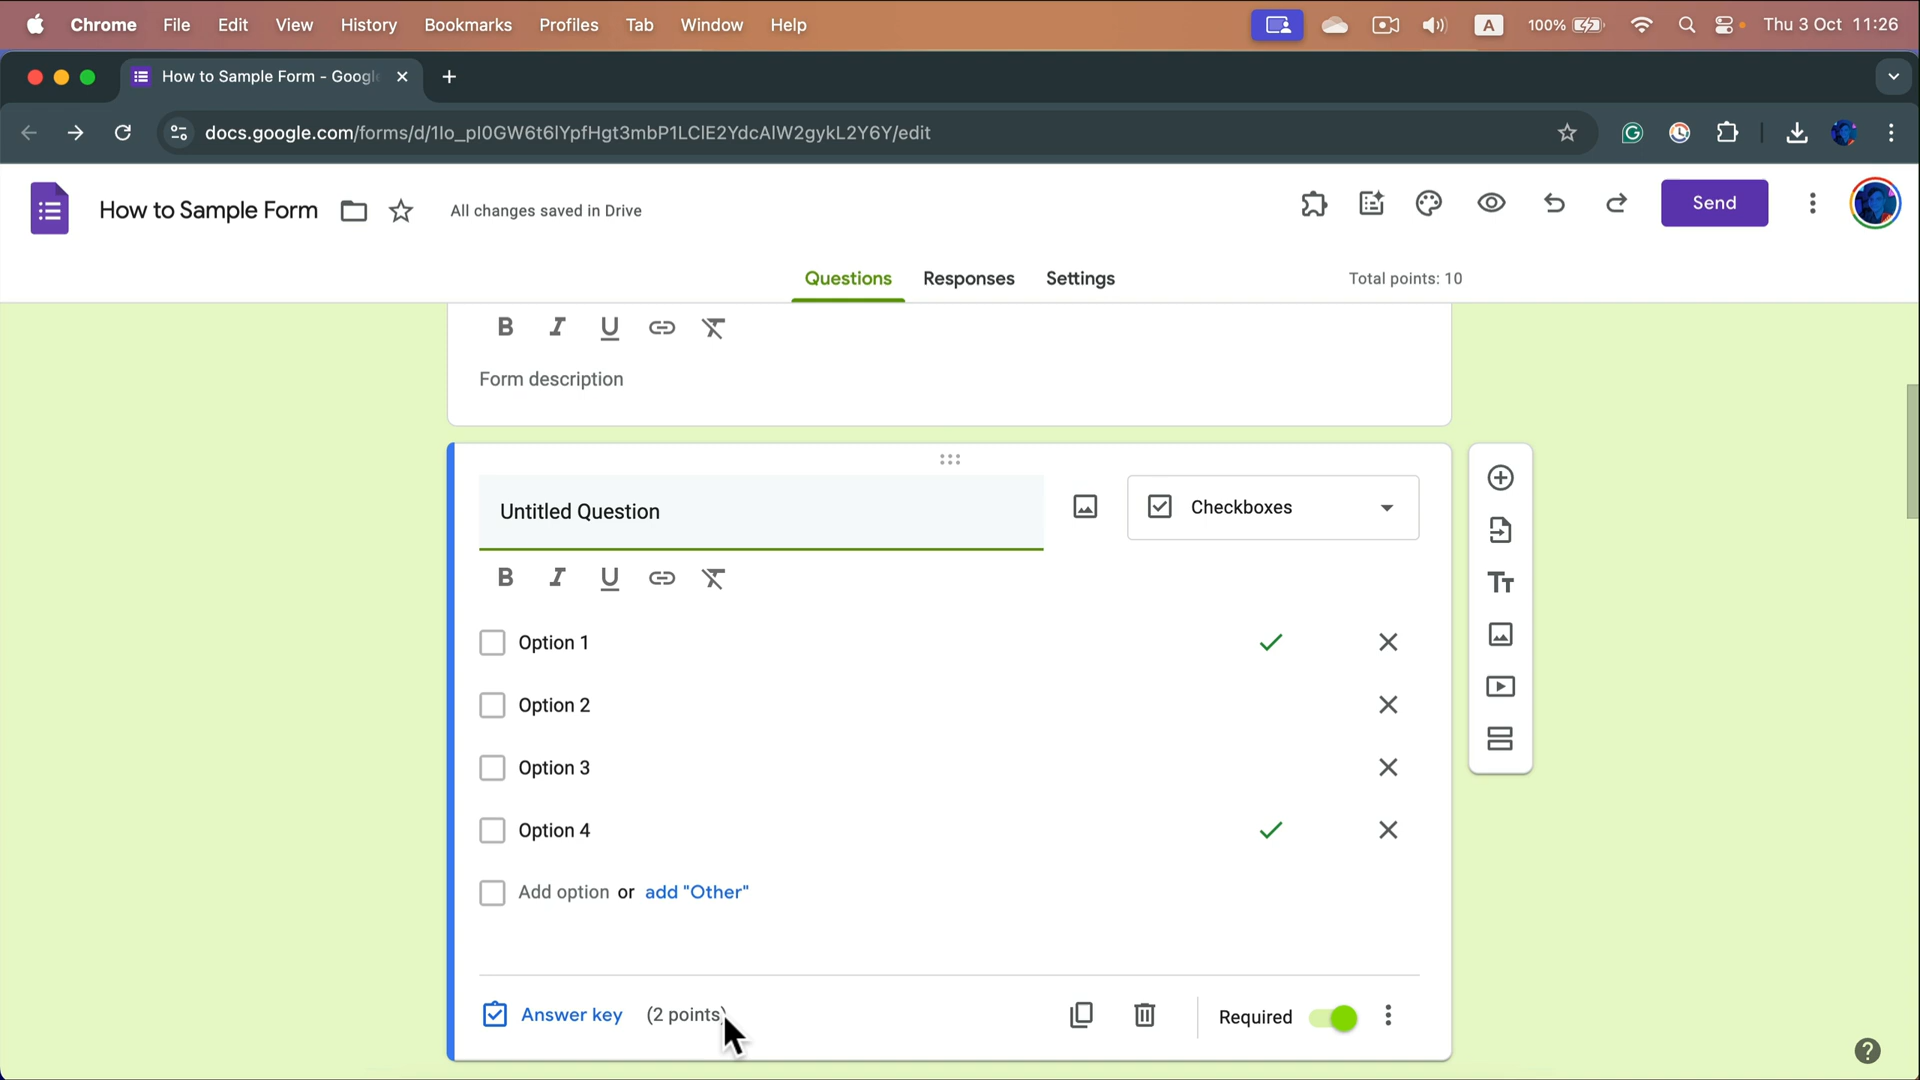 Chrome File Edit View History Bookmarks Profiles Tab Window Help A 100% Thu 3 Oct 11:26
How to Sample Form - Google
docs.google.com/forms/d/1lo_pI0GW6t6lYpfHgt3mbP1LClE2YdcAlW2gykL2Y6Y/edit
How to Sample Form All changes saved in Drive Send
Questions Responses Settings Total points: 10
B I U
Form description
Untitled Question Checkboxes
B I U
Option 1
Option 2
Option 3
Option 4
Add option or add "Other"
Answer key (2 points) Required